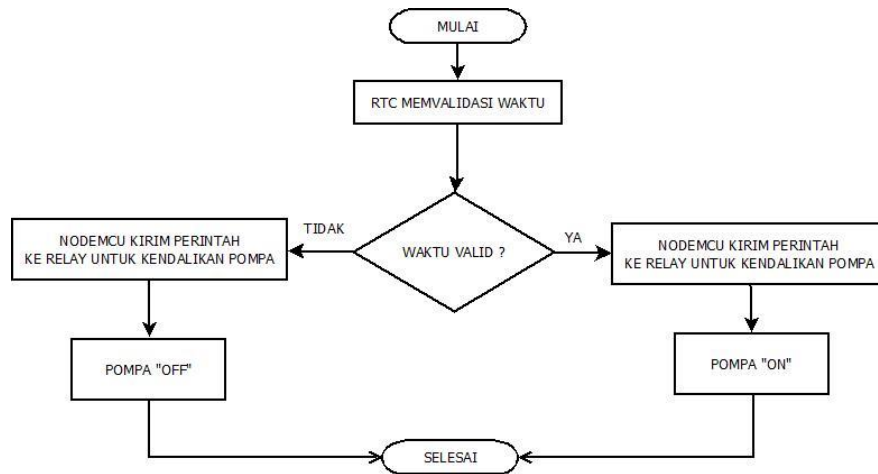 MULAI
RTC MEMVALIDASI WAKTU
WAKTU VALID ?
TIDAK
YA
NODEMCU KIRIM PERINTAH
KE RELAY UNTUK KENDALIKAN POMPA
NODEMCU KIRIM PERINTAH
KE RELAY UNTUK KENDALIKAN POMPA
POMPA "OFF"
POMPA "ON"
SELESAI